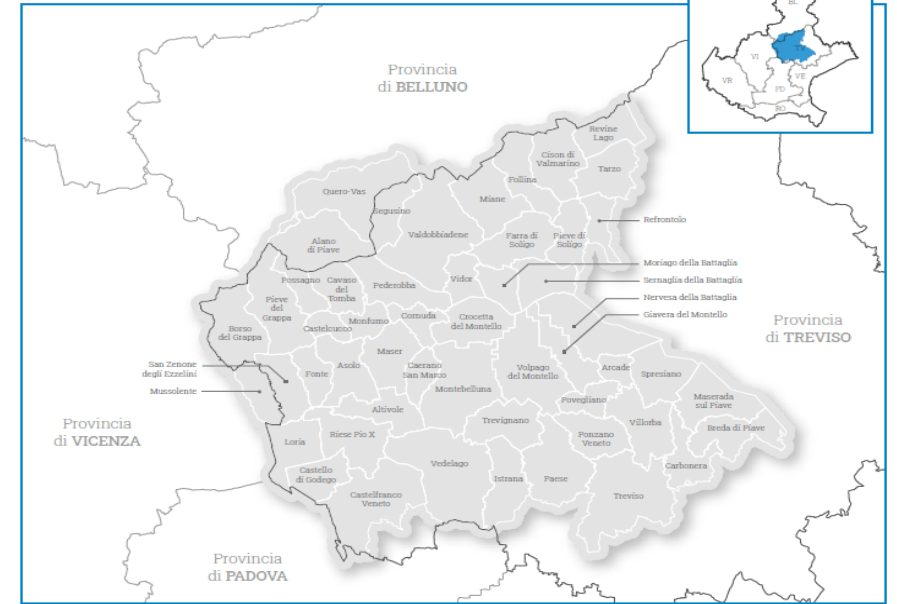 BL
TV
VI
VR
VE
PD
RO
Provincia
di BELLUNO
Revine
Lago
Cison di
Valmarino
Tarzo
Follina
Quero-Vas
Miane
Segusino
Refrontolo
Valdobbiadene
Farra di
Soligo
Pieve di
Soligo
Alano
di Piave
Moriago della Battaglia
Vidor
Sernaglia della Battaglia
Possagno
Cavaso
del
Tomba
Pederobba
Nervesa della Battaglia
Pieve
del
Grappa
Giavera del Montello
Cornuda
Crocetta
del Montello
Monfumo
Borso
del Grappa
Castelcucco
Provincia
di TREVISO
Maser
San Zenone
degli Ezzelini
Fonte
Asolo
Caerano
San Marco
Volpago
del Montello
Arcade
Spresiano
Mussolente
Montebelluna
Povegliano
Maserada
sul Piave
Altivole
Provincia
di VICENZA
Trevignano
Villorba
Breda di Piave
Loria
Riese Pio X
Ponzano
Veneto
Vedelago
Carbonera
Castello
di Godego
Istrana
Paese
Castelfranco
Veneto
Treviso
Provincia
di PADOVA